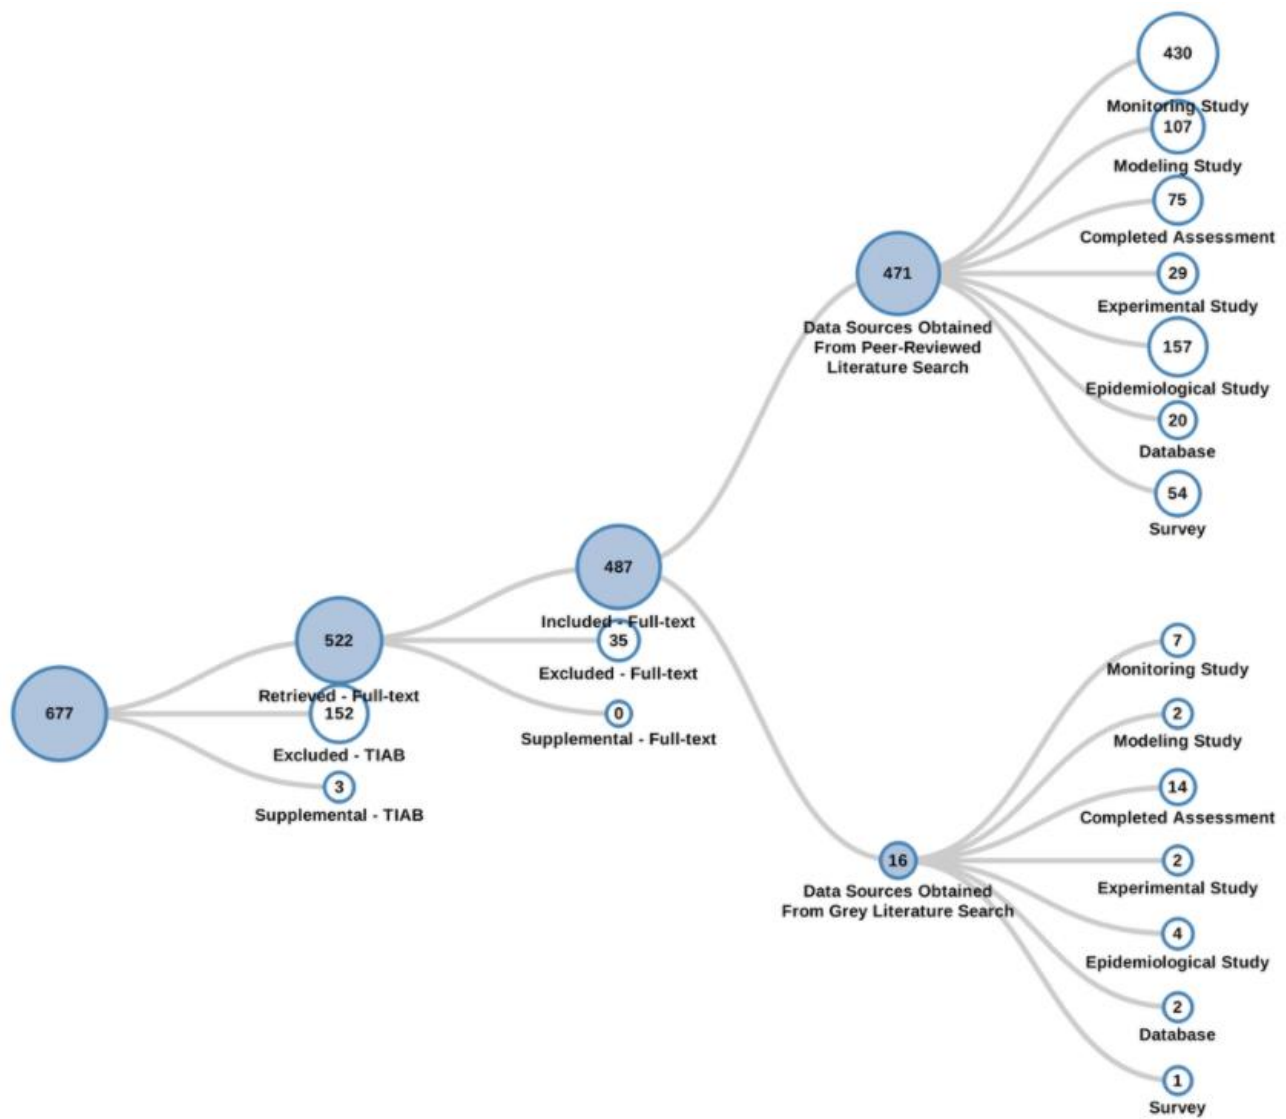 677
522
Retrieved - Full-text
152
Excluded - TIAB
3
Supplemental - TIAB
487
Included - Full-text
35
Excluded - Full-text
0
Supplemental - Full-text
471
Data Sources Obtained
From Peer-Reviewed
Literature Search
430
Monitoring Study
107
Modeling Study
75
Completed Assessment
29
Experimental Study
157
Epidemiological Study
20
Database
54
Survey
16
Data Sources Obtained
From Grey Literature Search
7
Monitoring Study
2
Modeling Study
14
Completed Assessment
2
Experimental Study
4
Epidemiological Study
2
Database
1
Survey